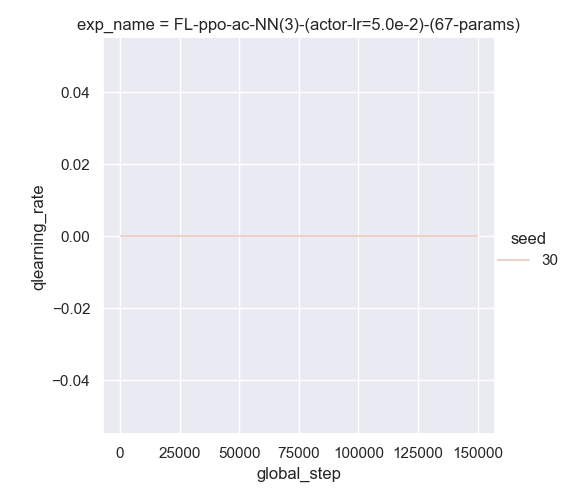 exp_name = FL-ppo-ac-NN(3)-(actor-lr=5.0e-2)-(67-params)
0.04
0.02
0.00
−0.02
−0.04
qlearning_rate
0 25000 50000 75000 100000 125000 150000
global_step
seed
30